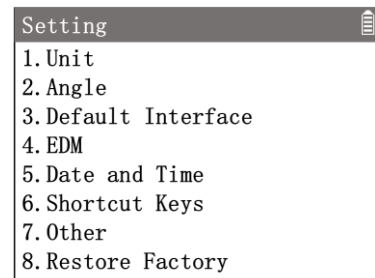 Setting
1.Unit
2.Angle
3.Default Interface
4.EDM
5.Date and Time
6.Shortcut Keys
7.Other
8.Restore Factory